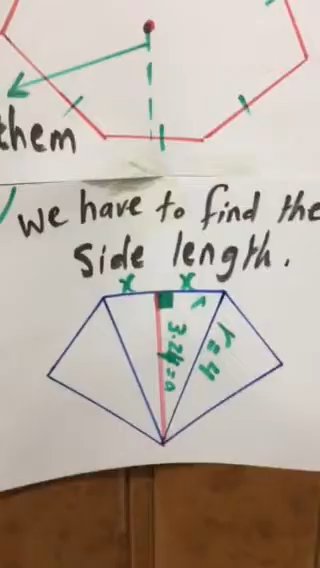 them
we have to find the
side length.
x x
3.24=a
r=4